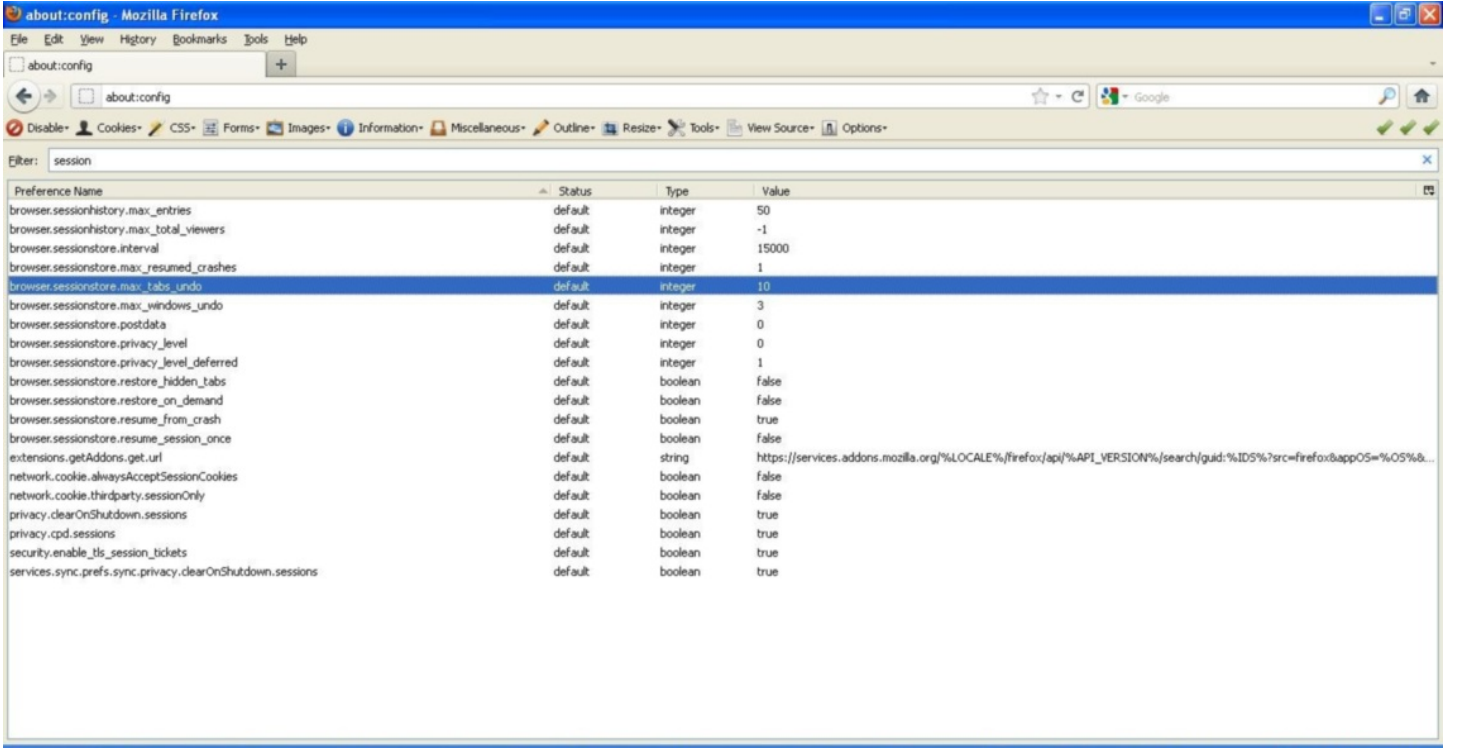 about:config - Mozilla Firefox
File Edit View History Bookmarks Tools Help
about:config +
about:config Google
Disable Cookies CSS Forms Images Information Miscellaneous Outline Resize Tools View Source Options
Filter: session
Preference Name Status Type Value
browser.sessionhistory.max_entries default integer 50
browser.sessionhistory.max_total_viewers default integer -1
browser.sessionstore.interval default integer 15000
browser.sessionstore.max_resumed_crashes default integer 1
browser.sessionstore.max_tabs_undo default integer 10
browser.sessionstore.max_windows_undo default integer 3
browser.sessionstore.postdata default integer 0
browser.sessionstore.privacy_level default integer 0
browser.sessionstore.privacy_level_deferred default integer 1
browser.sessionstore.restore_hidden_tabs default boolean false
browser.sessionstore.restore_on_demand default boolean false
browser.sessionstore.resume_from_crash default boolean true
browser.sessionstore.resume_session_once default boolean false
extensions.getAddons.get.url default string https://services.addons.mozilla.org/%LOCALE%/firefox/api/%API_VERSION%/search/guid:%IDS%?src=firefox&appOS=%OS%&...
network.cookie.alwaysAcceptSessionCookies default boolean false
network.cookie.thirdparty.sessionOnly default boolean false
privacy.clearOnShutdown.sessions default boolean true
privacy.cpd.sessions default boolean true
security.enable_tls_session_tickets default boolean true
services.sync.prefs.sync.privacy.clearOnShutdown.sessions default boolean true